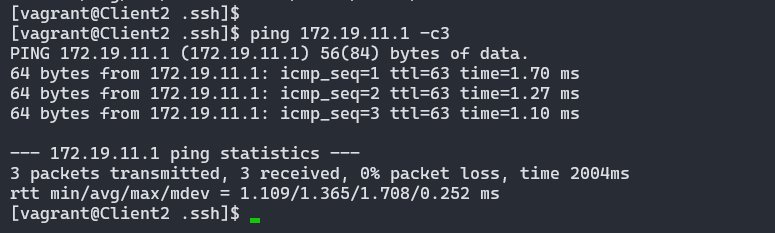 [vagrant@Client2 .ssh]$
[vagrant@Client2 .ssh]$ ping 172.19.11.1 -c3
PING 172.19.11.1 (172.19.11.1) 56(84) bytes of data.
64 bytes from 172.19.11.1: icmp_seq=1 ttl=63 time=1.70 ms
64 bytes from 172.19.11.1: icmp_seq=2 ttl=63 time=1.27 ms
64 bytes from 172.19.11.1: icmp_seq=3 ttl=63 time=1.10 ms
--- 172.19.11.1 ping statistics ---
3 packets transmitted, 3 received, 0% packet loss, time 2004ms
rtt min/avg/max/mdev = 1.109/1.365/1.708/0.252 ms
[vagrant@Client2 .ssh]$